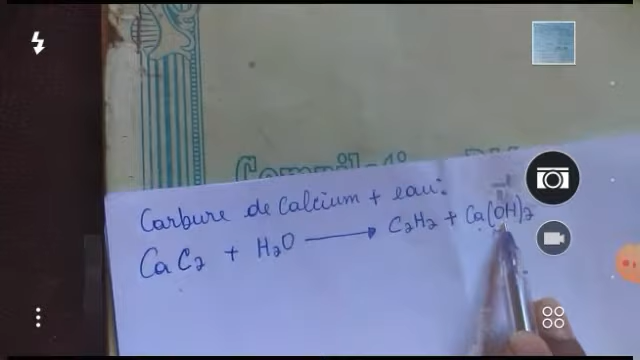 Carbure de Calcium + eau:
CaC2 + H2O → C2H2 + Ca(OH)2